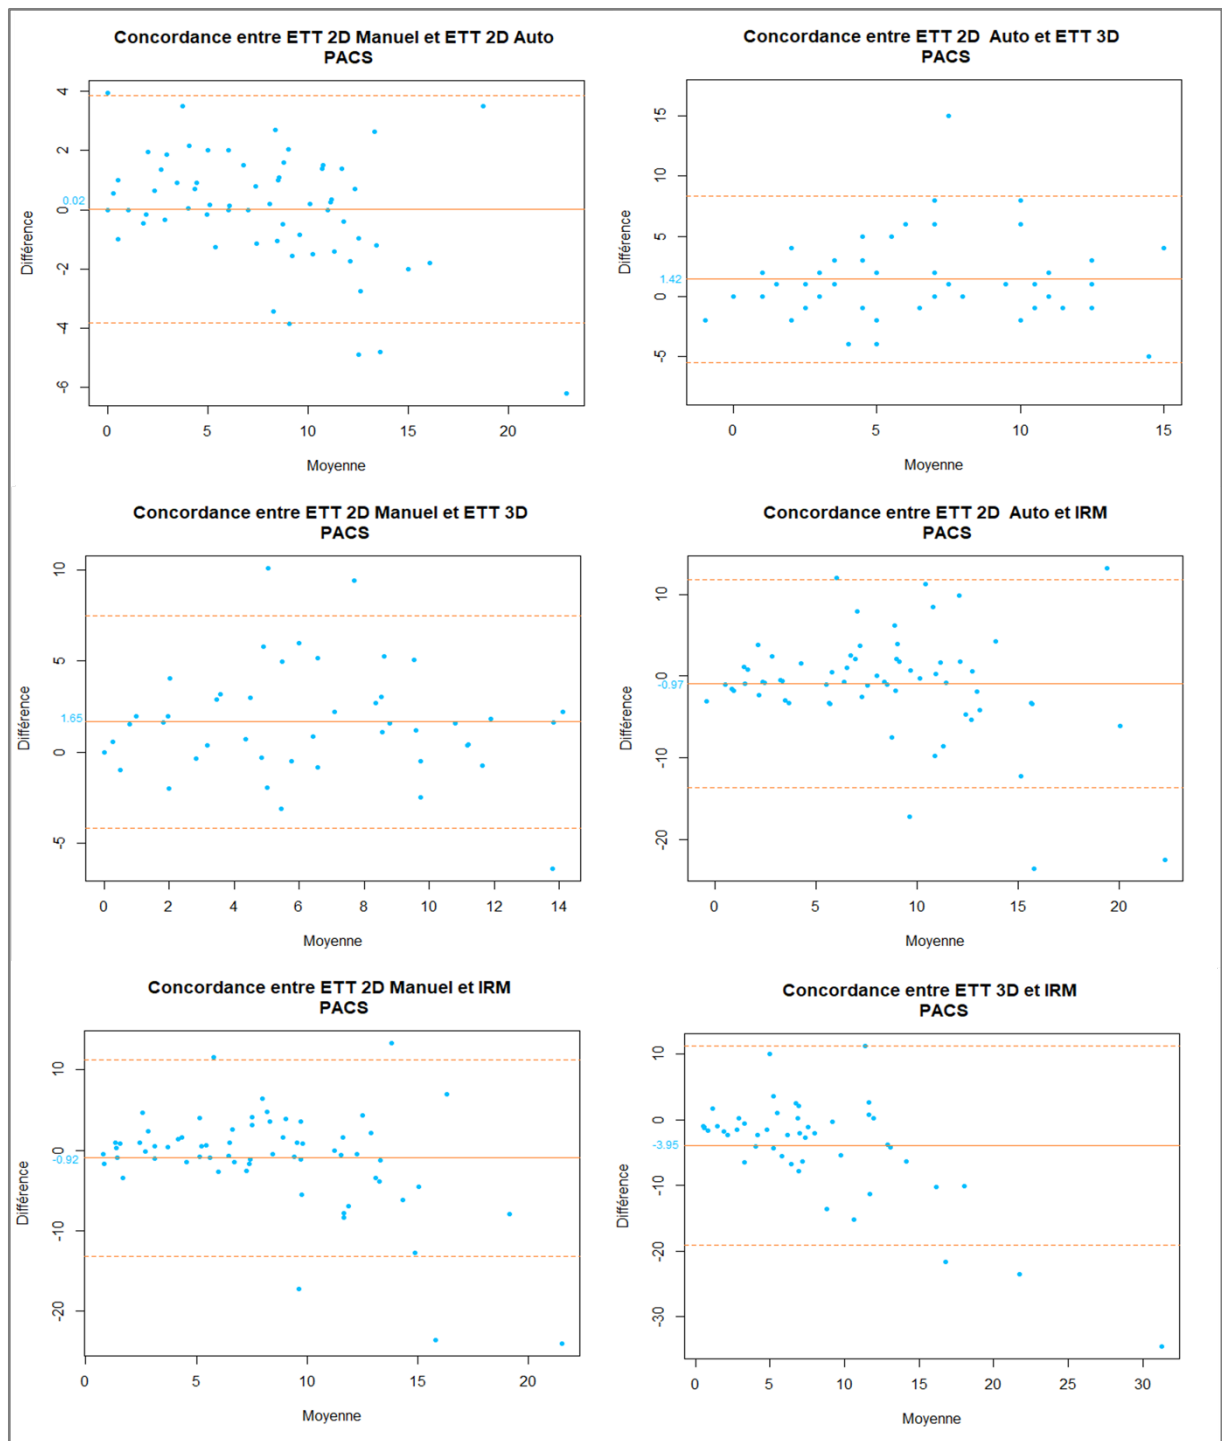 Concordance entre ETT 2D Manuel et ETT 2D Auto
PACS
Différence
4
2
0.02
0
-2
-4
-6
0 5 10 15 20
Moyenne
Concordance entre ETT 2D Auto et ETT 3D
PACS
Différence
15
10
5
1.42
0
-5
0 5 10 15
Moyenne
Concordance entre ETT 2D Manuel et ETT 3D
PACS
Différence
10
5
1.65
0
-5
0 2 4 6 8 10 12 14
Moyenne
Concordance entre ETT 2D Auto et IRM
PACS
Différence
10
0
-0.97
-10
-20
0 5 10 15 20
Moyenne
Concordance entre ETT 2D Manuel et IRM
PACS
Différence
10
0
-0.92
-10
-20
0 5 10 15 20
Moyenne
Concordance entre ETT 3D et IRM
PACS
Différence
10
0
-3.95
-10
-20
-30
0 5 10 15 20 25 30
Moyenne